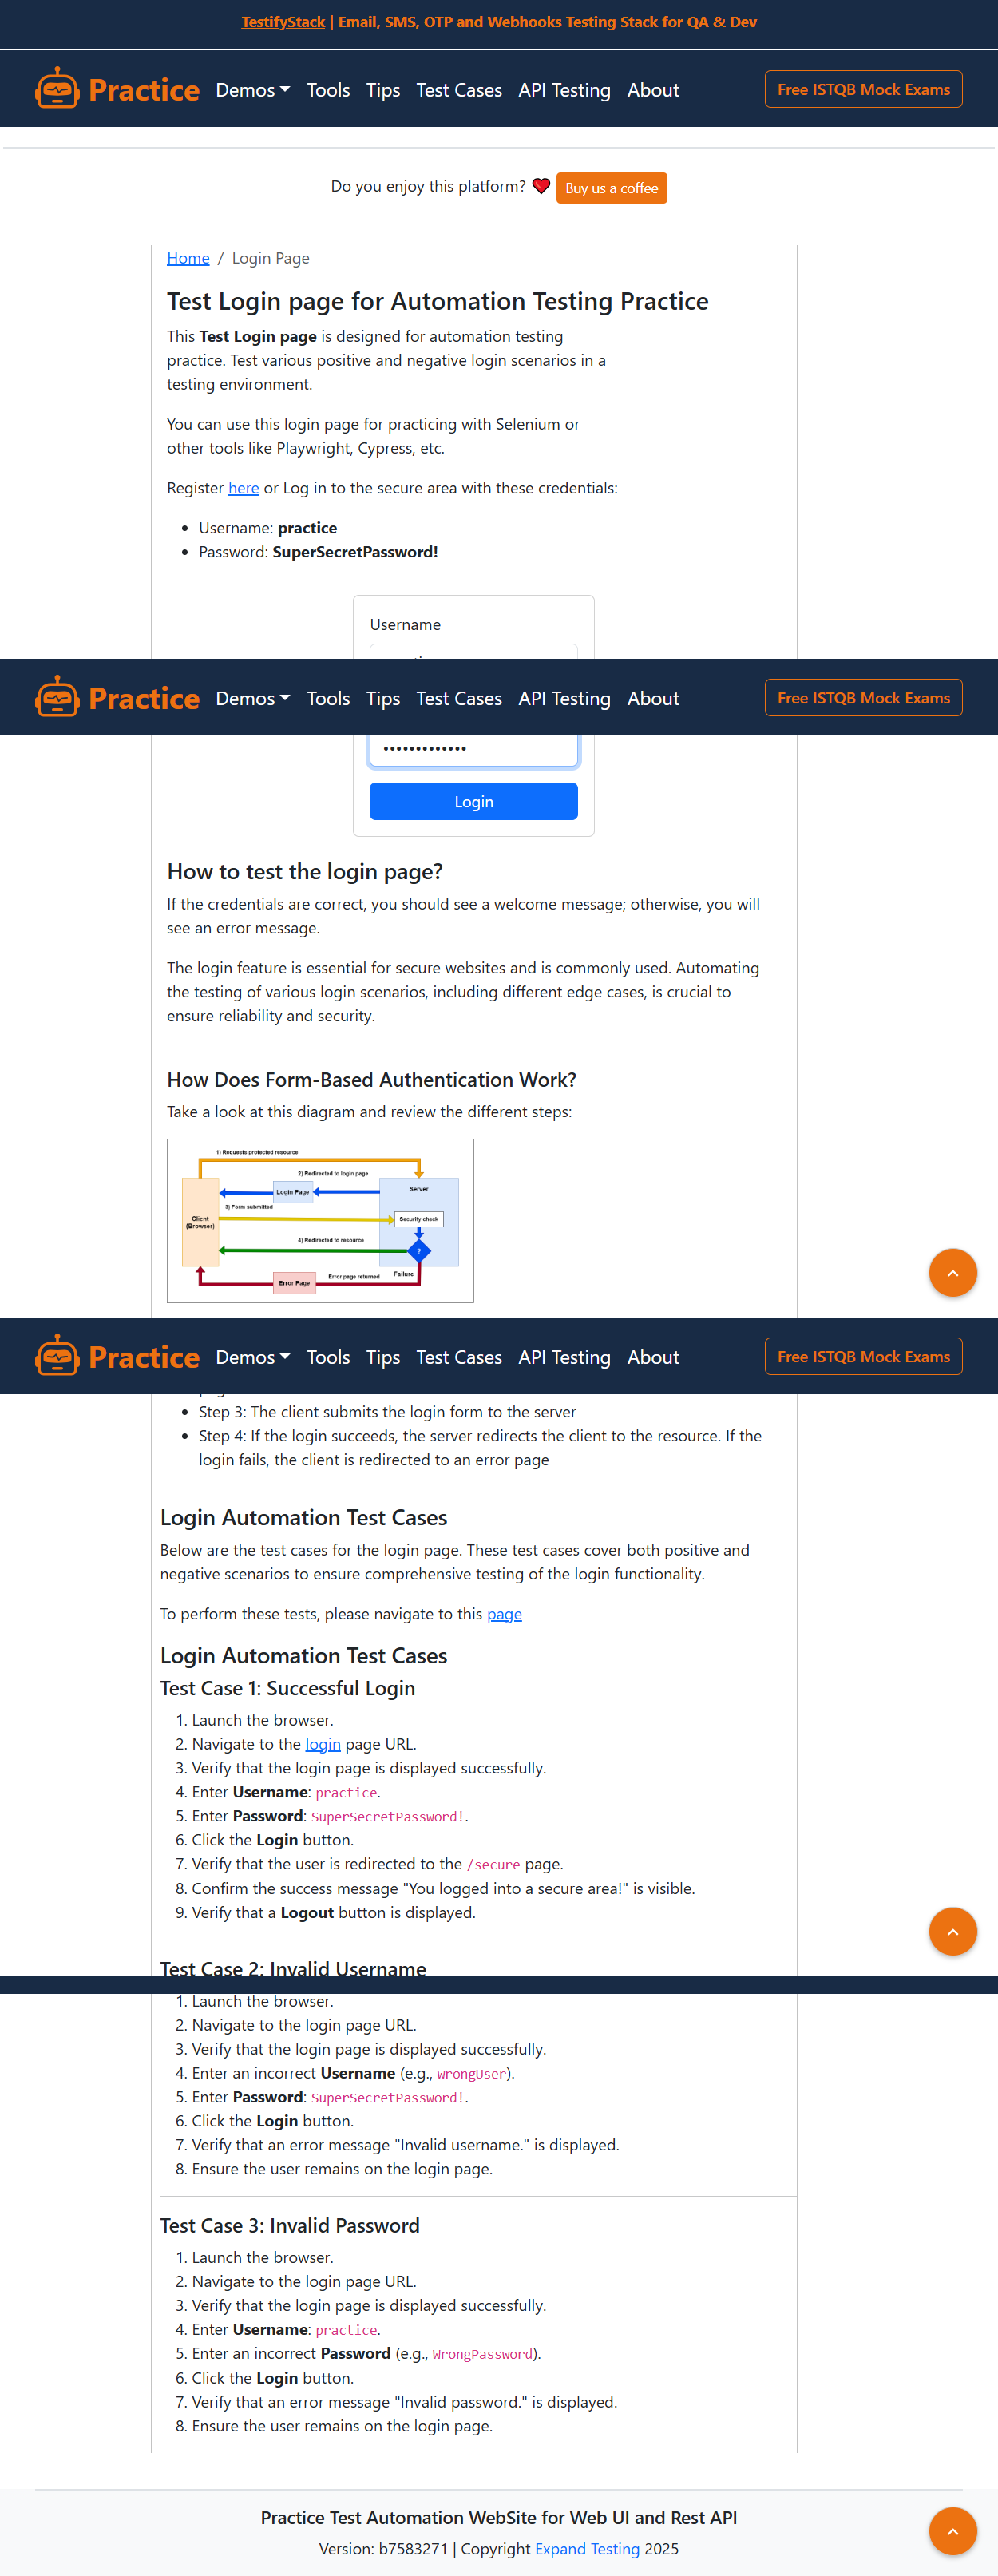 TestifyStack | Email, SMS, OTP and Webhooks Testing Stack for QA & Dev
Practice Demos Tools Tips Test Cases API Testing About Free ISTQB Mock Exams
Do you enjoy this platform? Buy us a coffee
Home / Login Page
Test Login page for Automation Testing Practice
This Test Login page is designed for automation testing
practice. Test various positive and negative login scenarios in a
testing environment.
You can use this login page for practicing with Selenium or
other tools like Playwright, Cypress, etc.
Register here or Log in to the secure area with these credentials:
• Username: practice
• Password: SuperSecretPassword!
Username
Practice Demos Tools Tips Test Cases API Testing About Free ISTQB Mock Exams
•••••••••••••
Login
How to test the login page?
If the credentials are correct, you should see a welcome message; otherwise, you will
see an error message.
The login feature is essential for secure websites and is commonly used. Automating
the testing of various login scenarios, including different edge cases, is crucial to
ensure reliability and security.
How Does Form-Based Authentication Work?
Take a look at this diagram and review the different steps:
1) Requests protected resource
2) Redirected to login page
Server
Login Page
3) Form submitted
Client
(Browser)
Security check
4) Redirected to resource
?
Failure
Error page returned
Error Page
Practice Demos Tools Tips Test Cases API Testing About Free ISTQB Mock Exams
• Step 3: The client submits the login form to the server
• Step 4: If the login succeeds, the server redirects the client to the resource. If the
login fails, the client is redirected to an error page
Login Automation Test Cases
Below are the test cases for the login page. These test cases cover both positive and
negative scenarios to ensure comprehensive testing of the login functionality.
To perform these tests, please navigate to this page
Login Automation Test Cases
Test Case 1: Successful Login
1. Launch the browser.
2. Navigate to the login page URL.
3. Verify that the login page is displayed successfully.
4. Enter Username: practice.
5. Enter Password: SuperSecretPassword!.
6. Click the Login button.
7. Verify that the user is redirected to the /secure page.
8. Confirm the success message "You logged into a secure area!" is visible.
9. Verify that a Logout button is displayed.
Test Case 2: Invalid Username
1. Launch the browser.
2. Navigate to the login page URL.
3. Verify that the login page is displayed successfully.
4. Enter an incorrect Username (e.g., wrongUser).
5. Enter Password: SuperSecretPassword!.
6. Click the Login button.
7. Verify that an error message "Invalid username." is displayed.
8. Ensure the user remains on the login page.
Test Case 3: Invalid Password
1. Launch the browser.
2. Navigate to the login page URL.
3. Verify that the login page is displayed successfully.
4. Enter Username: practice.
5. Enter an incorrect Password (e.g., WrongPassword).
6. Click the Login button.
7. Verify that an error message "Invalid password." is displayed.
8. Ensure the user remains on the login page.
Practice Test Automation WebSite for Web UI and Rest API
Version: b7583271 | Copyright Expand Testing 2025